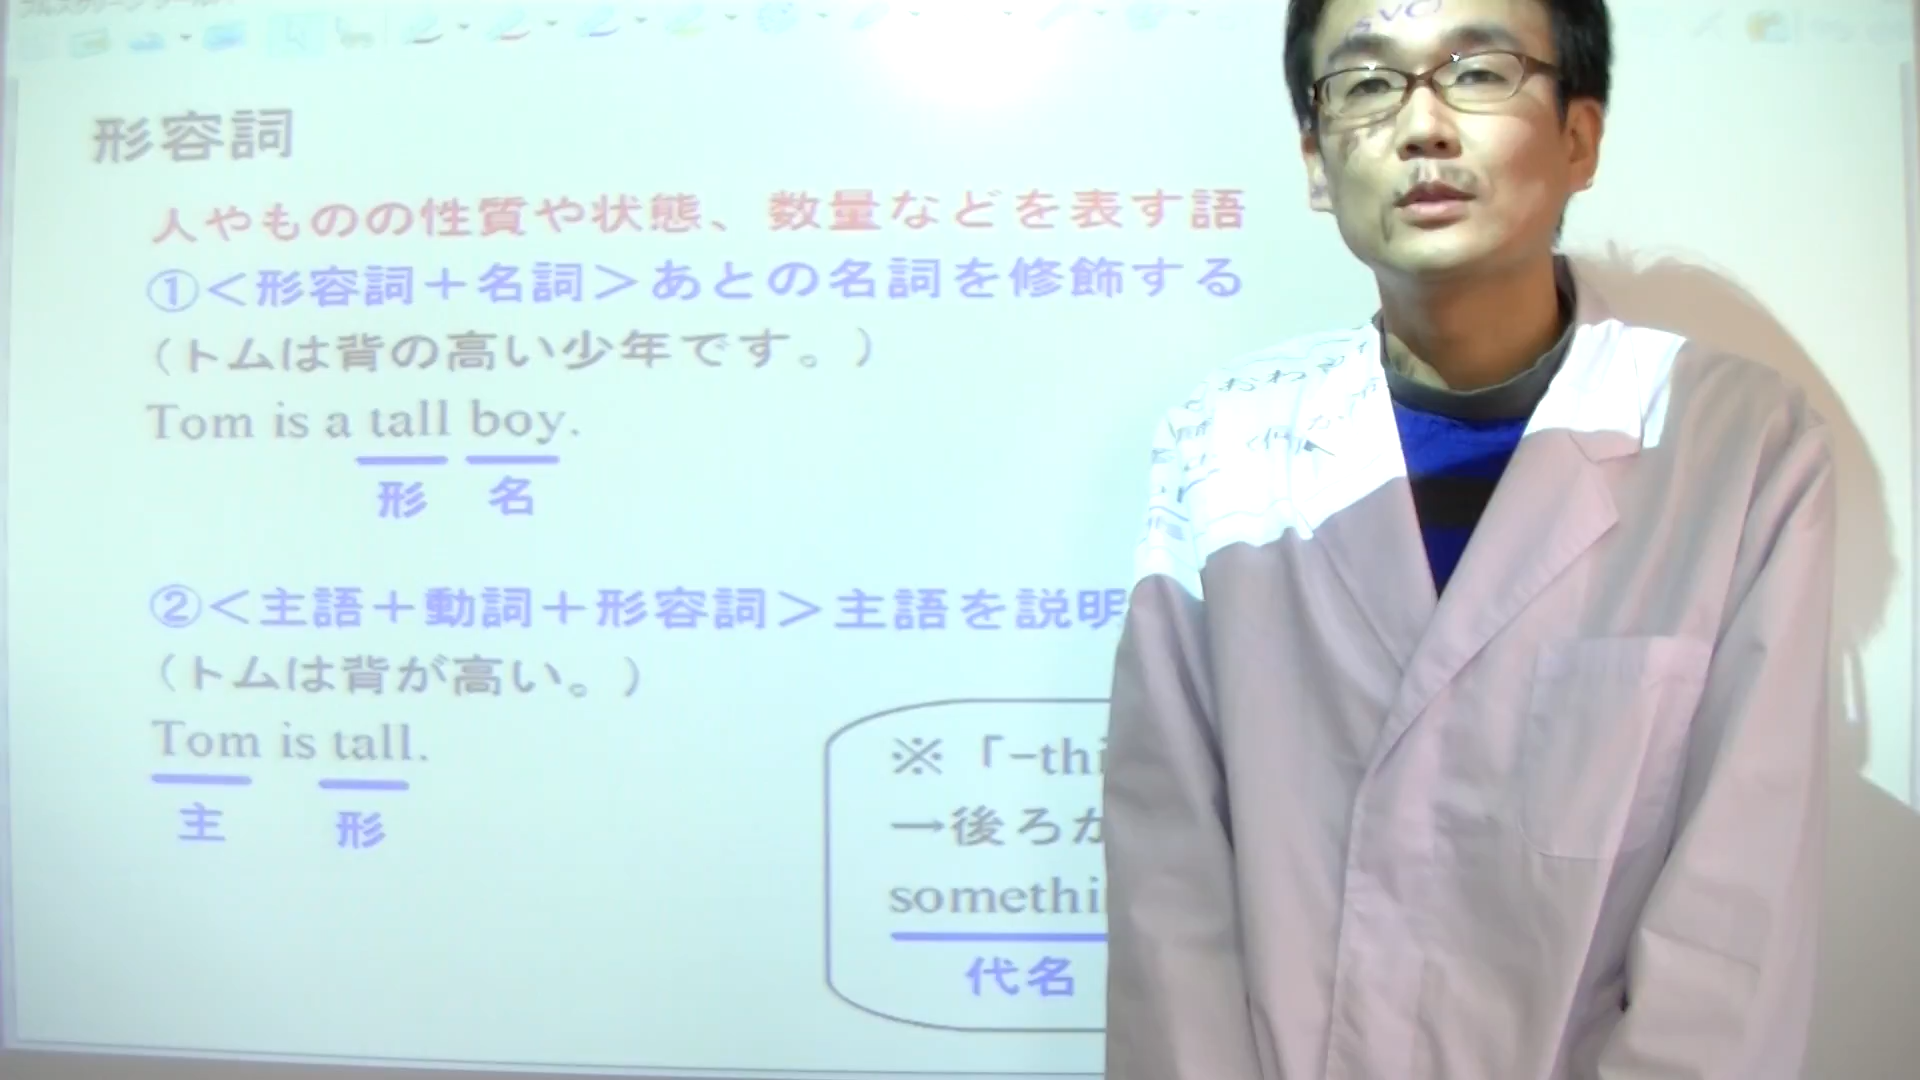 形容詞
人やものの性質や状態、数量などを表す語
①＜形容詞＋名詞＞あとの名詞を修飾する
（トムは背の高い少年です。）
Tom is a tall boy.
形 名
②＜主語＋動詞＋形容詞＞主語を説明
（トムは背が高い。）
Tom is tall.
主 形
※「-thi
→後ろか
somethi
代名
SVC